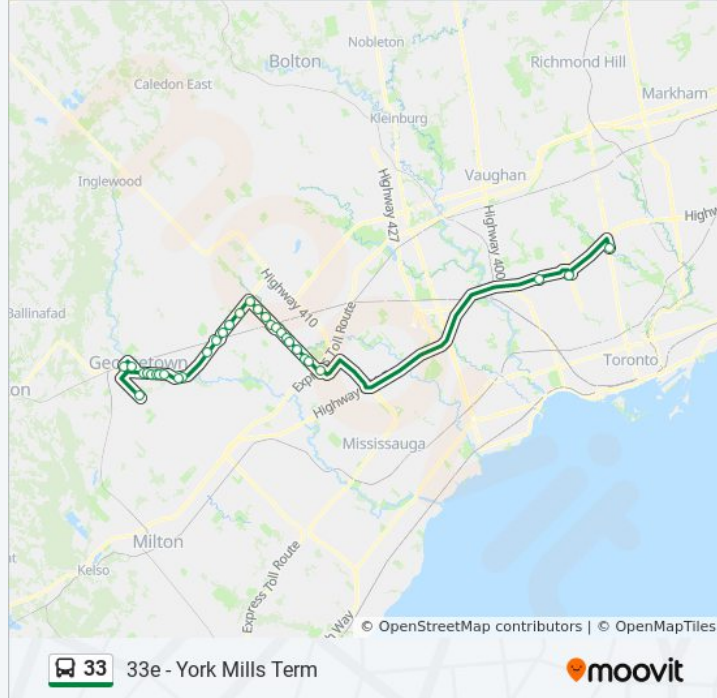 Nobleton
Bolton
Richmond Hill
Caledon East
Markham
Kleinburg
Vaughan
Inglewood
Highway 427
Highway 400
Highw
Highway 410
Ballinafad
Express Toll Route
Georgetown
on
Toronto
Highway
Mississauga
Milton
Kelso
Express Toll Route
h Way
© OpenStreetMap contributors | © OpenMapTiles
33 33e - York Mills Term
moovit